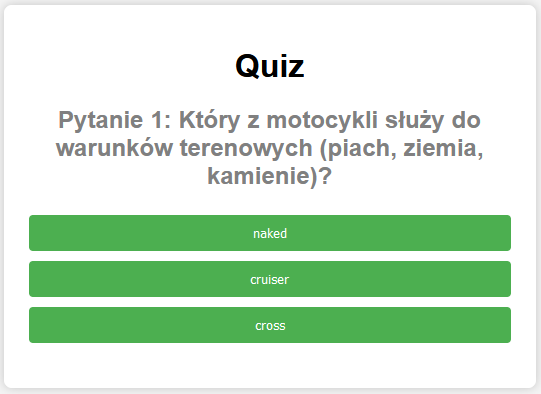 Quiz
Pytanie 1: Który z motocykli służy do
warunków terenowych (piach, ziemia,
kamienie)?
naked
cruiser
cross